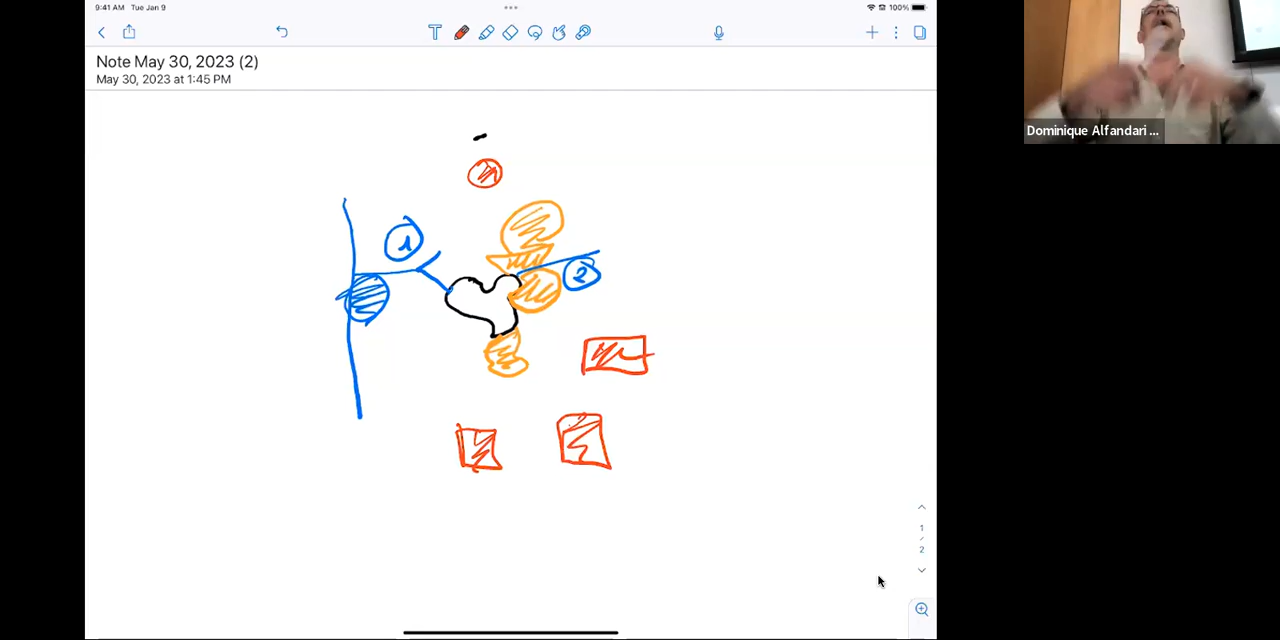 9:41 AM Tue Jan 9
100%
T
Note May 30, 2023 (2)
May 30, 2023 at 1:45 PM
Dominique Alfandari ...
1
2
1
/
2